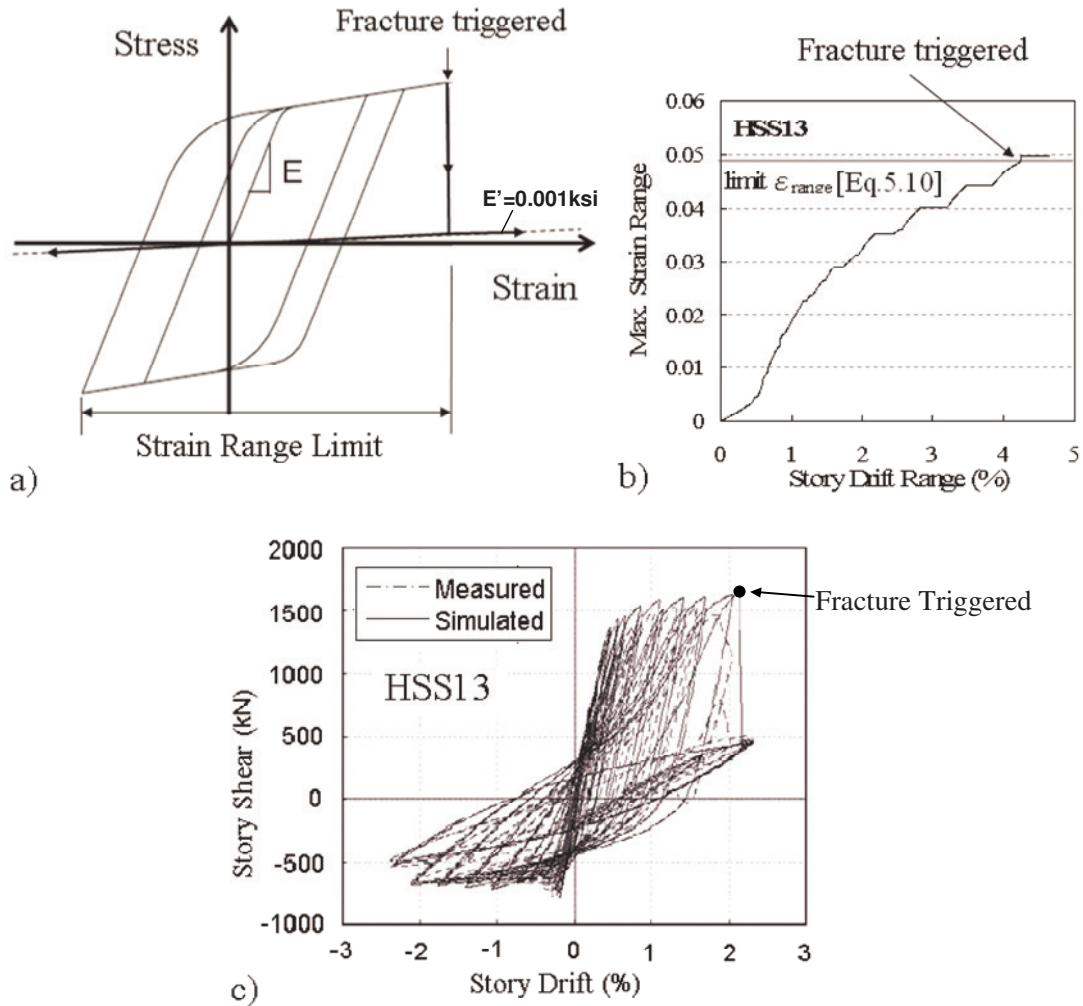 a)
Stress
Fracture triggered
E
E'=0.001ksi
Strain
Strain Range Limit
b)
Fracture triggered
HSS13
limit ε range [Eq.5.10]
Max. Strain Range
0.06
0.05
0.04
0.03
0.02
0.01
0
0 1 2 3 4 5
Story Drift Range (%)
c)
Measured
Simulated
HSS13
Fracture Triggered
Story Shear (kN)
2000
1500
1000
500
0
-500
-1000
-3 -2 -1 0 1 2 3
Story Drift (%)